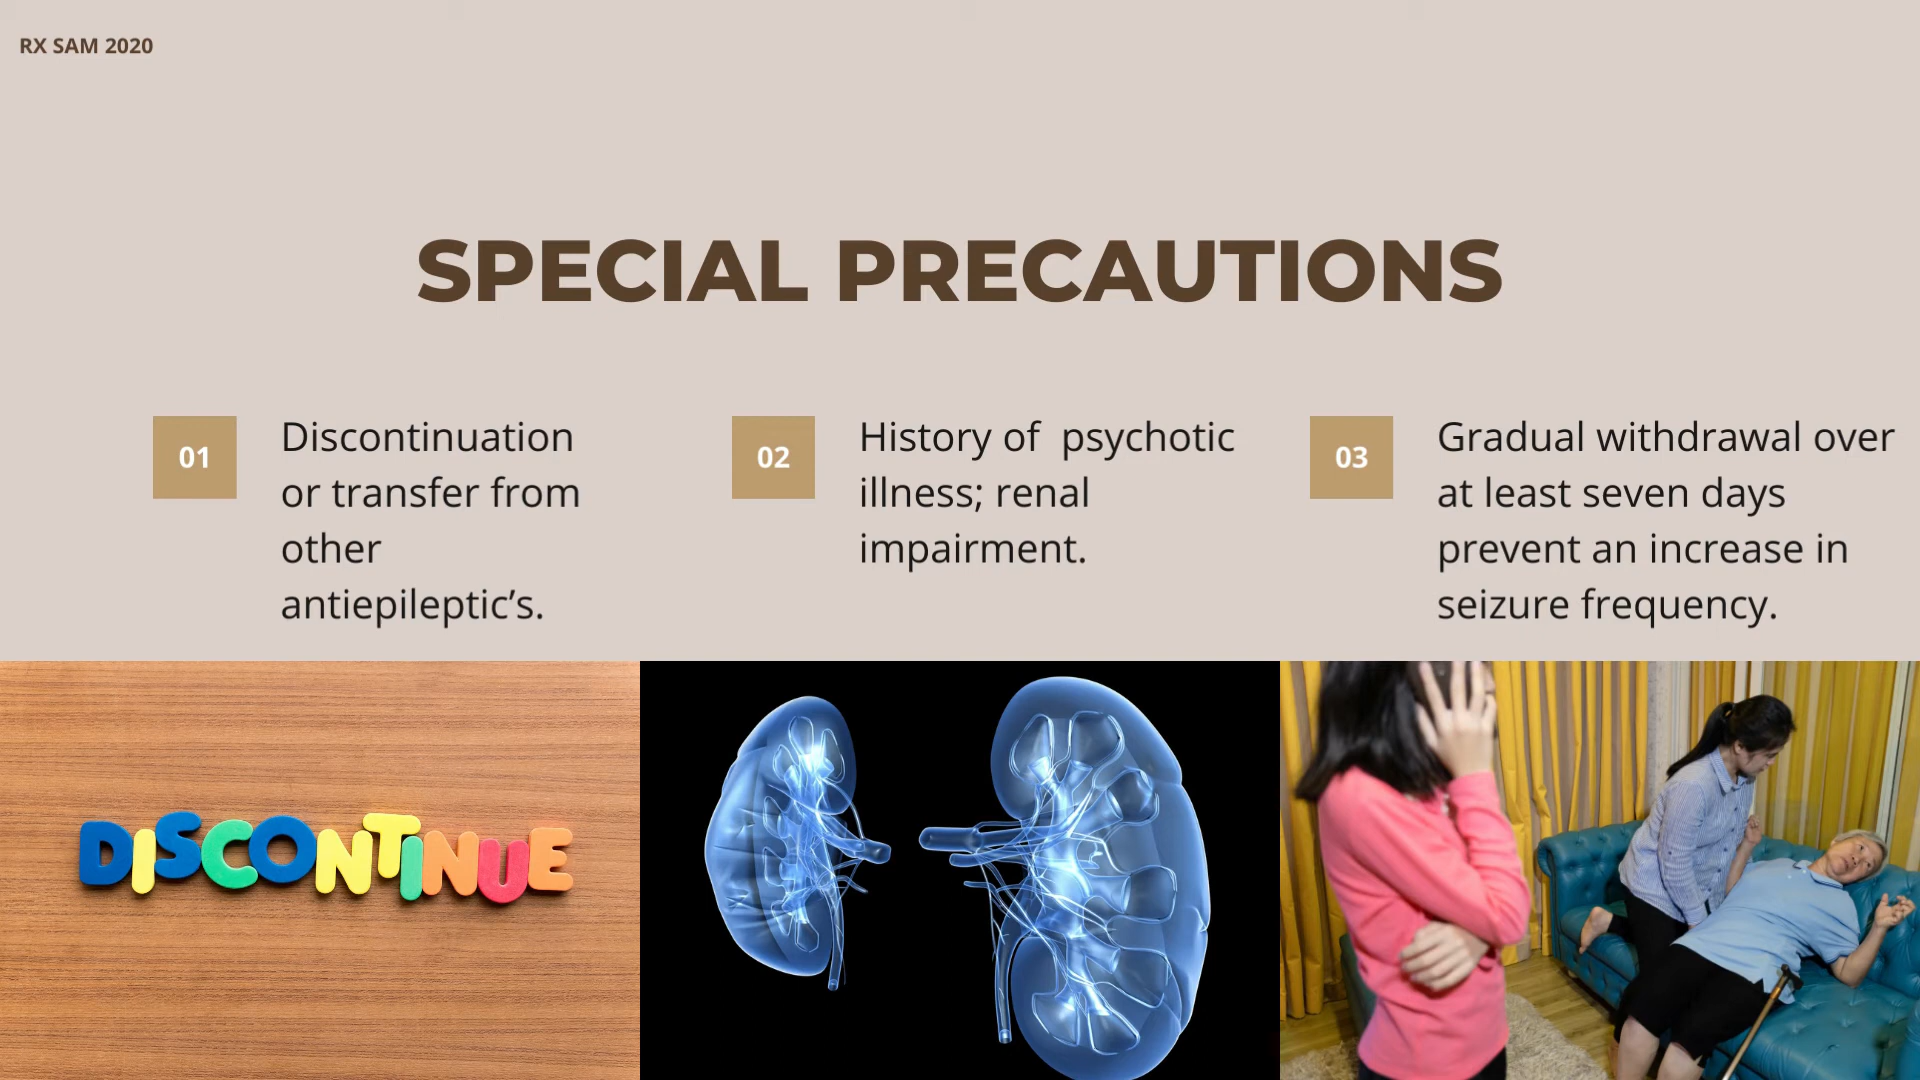 RX SAM 2020
SPECIAL PRECAUTIONS
01
Discontinuation
or transfer from
other
antiepileptic’s.
02
History of  psychotic
illness; renal
impairment.
03
Gradual withdrawal over
at least seven days
prevent an increase in
seizure frequency.
DISCONTINUE